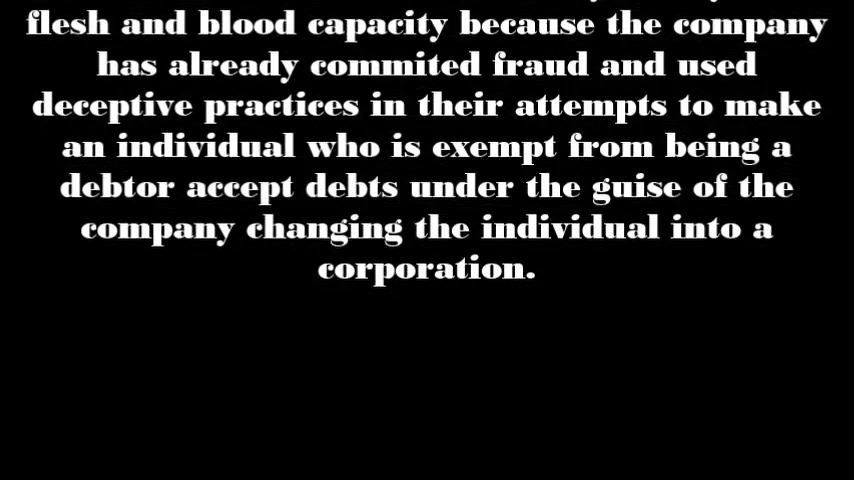 flesh and blood capacity because the company
has already commited fraud and used
deceptive practices in their attempts to make
an individual who is exempt from being a
debtor accept debts under the guise of the
company changing the individual into a
corporation.